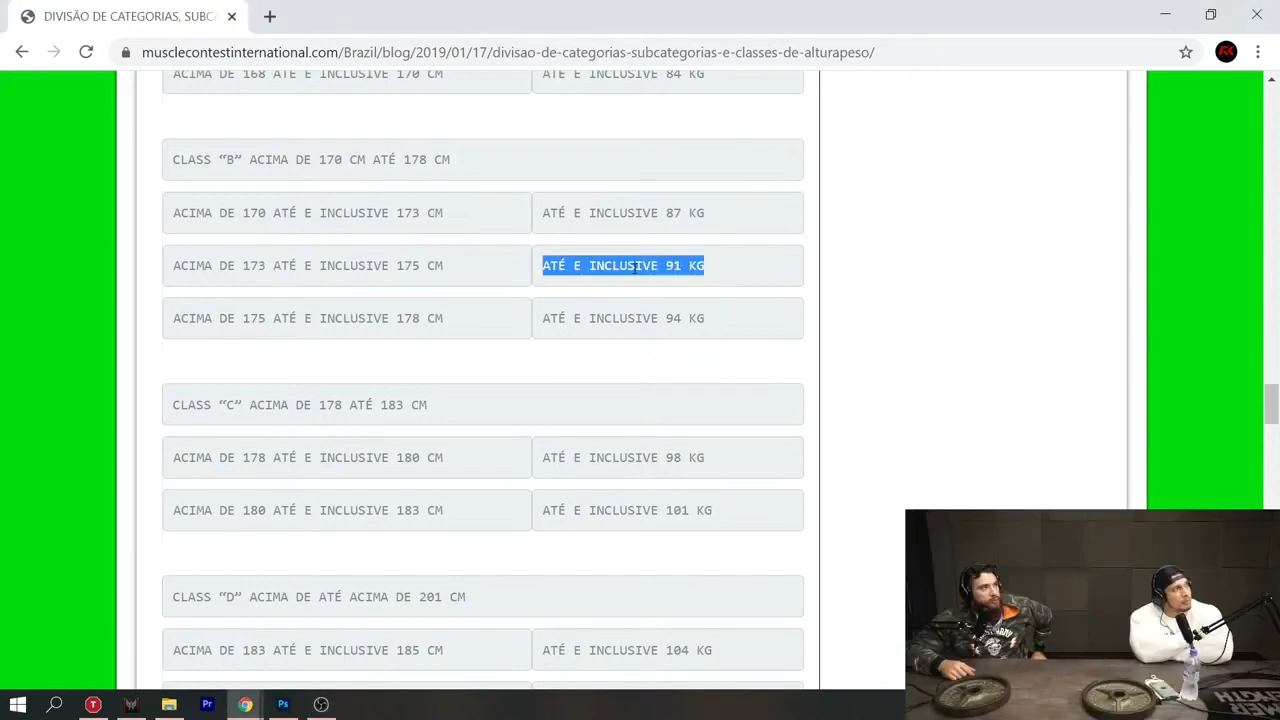 DIVISÃO DE CATEGORIAS, SUBCA
musclecontestinternational.com/Brazil/blog/2019/01/17/divisao-de-categorias-subcategorias-e-classes-de-alturapeso/
ACIMA DE 168 ATÉ E INCLUSIVE 170 CM
ATÉ E INCLUSIVE 84 KG
CLASS “B” ACIMA DE 170 CM ATÉ 178 CM
ACIMA DE 170 ATÉ E INCLUSIVE 173 CM
ATÉ E INCLUSIVE 87 KG
ACIMA DE 173 ATÉ E INCLUSIVE 175 CM
ATÉ E INCLUSIVE 91 KG
ACIMA DE 175 ATÉ E INCLUSIVE 178 CM
ATÉ E INCLUSIVE 94 KG
CLASS “C” ACIMA DE 178 ATÉ 183 CM
ACIMA DE 178 ATÉ E INCLUSIVE 180 CM
ATÉ E INCLUSIVE 98 KG
ACIMA DE 180 ATÉ E INCLUSIVE 183 CM
ATÉ E INCLUSIVE 101 KG
CLASS “D” ACIMA DE ATÉ ACIMA DE 201 CM
ACIMA DE 183 ATÉ E INCLUSIVE 185 CM
ATÉ E INCLUSIVE 104 KG
T
Pr
Ps